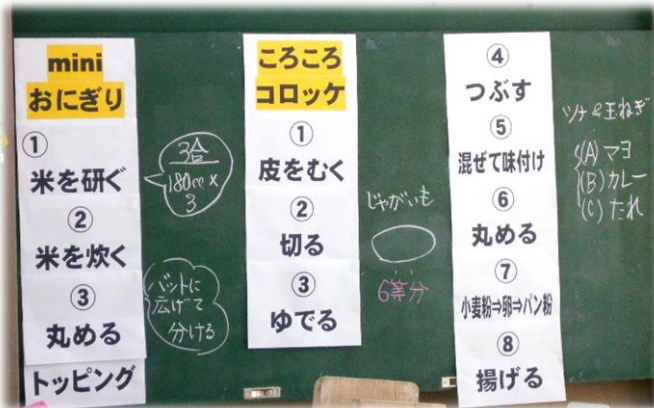 mini
おにぎり
①
米を研ぐ
3合
180cc×
3
②
米を炊く
バットに
広げて
分ける
③
丸める
トッピング
ころころ
コロッケ
①
皮をむく
②
切る
じゃがいも
6等分
③
ゆでる
④
つぶす
⑤
混ぜて味付け
ツナ&玉ねぎ
(A)マヨ
(B)カレー
(C)たれ
⑥
丸める
⑦
小麦粉⇒卵⇒パン粉
⑧
揚げる